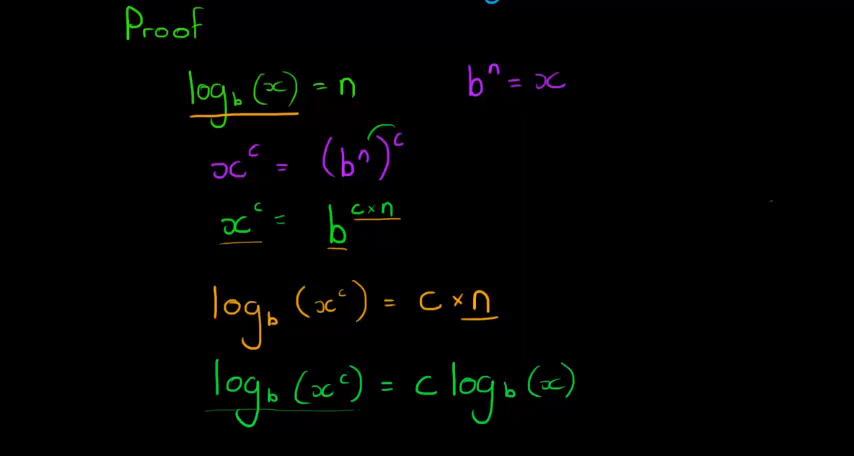 Proof
log_b (x) = n    b^n = x
x^c = (b^n)^c
x^c = b^{c×n}
log_b (x^c) = c × n
log_b (x^c) = c log_b (x)